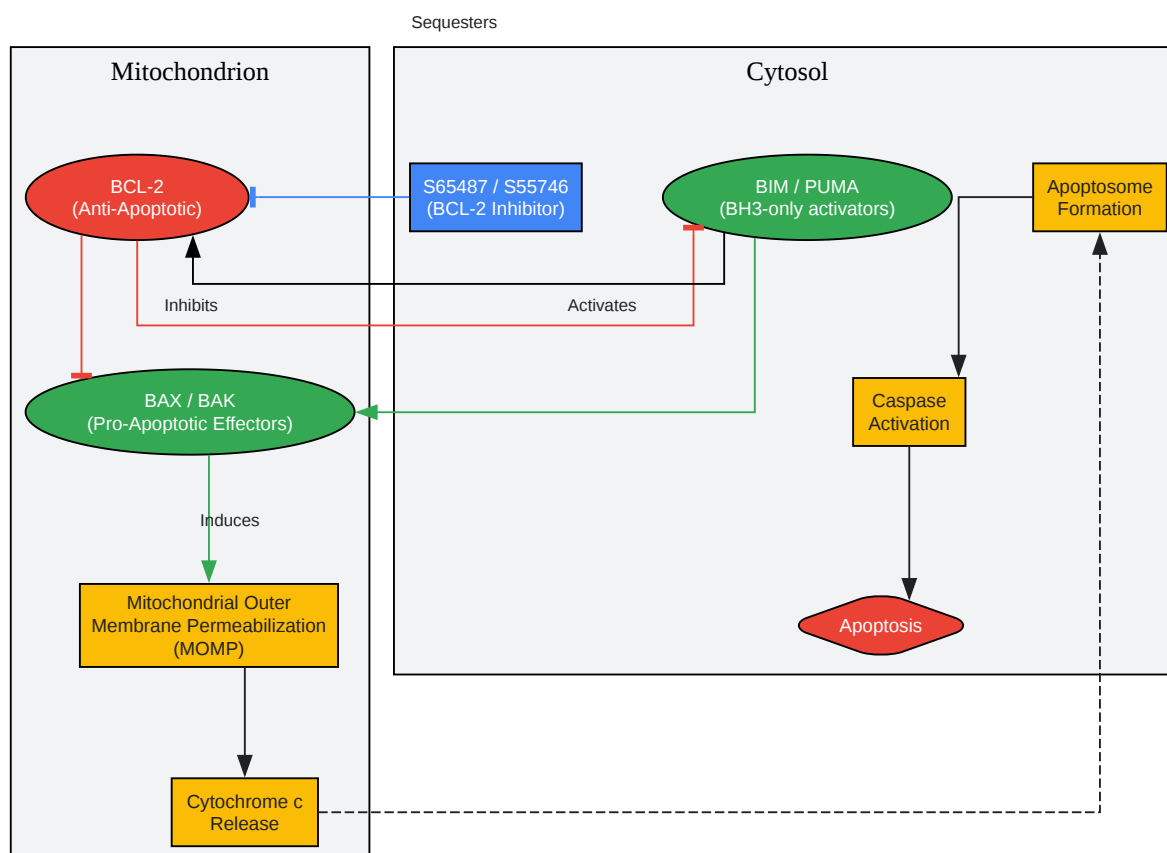 Sequesters
Mitochondrion
Cytosol
BCL-2
(Anti-Apoptotic)
S65487 / S55746
(BCL-2 Inhibitor)
BIM / PUMA
(BH3-only activators)
Apoptosome
Formation
Inhibits
Activates
BAX / BAK
(Pro-Apoptotic Effectors)
Caspase
Activation
Induces
Mitochondrial Outer
Membrane Permeabilization
(MOMP)
Apoptosis
Cytochrome c
Release